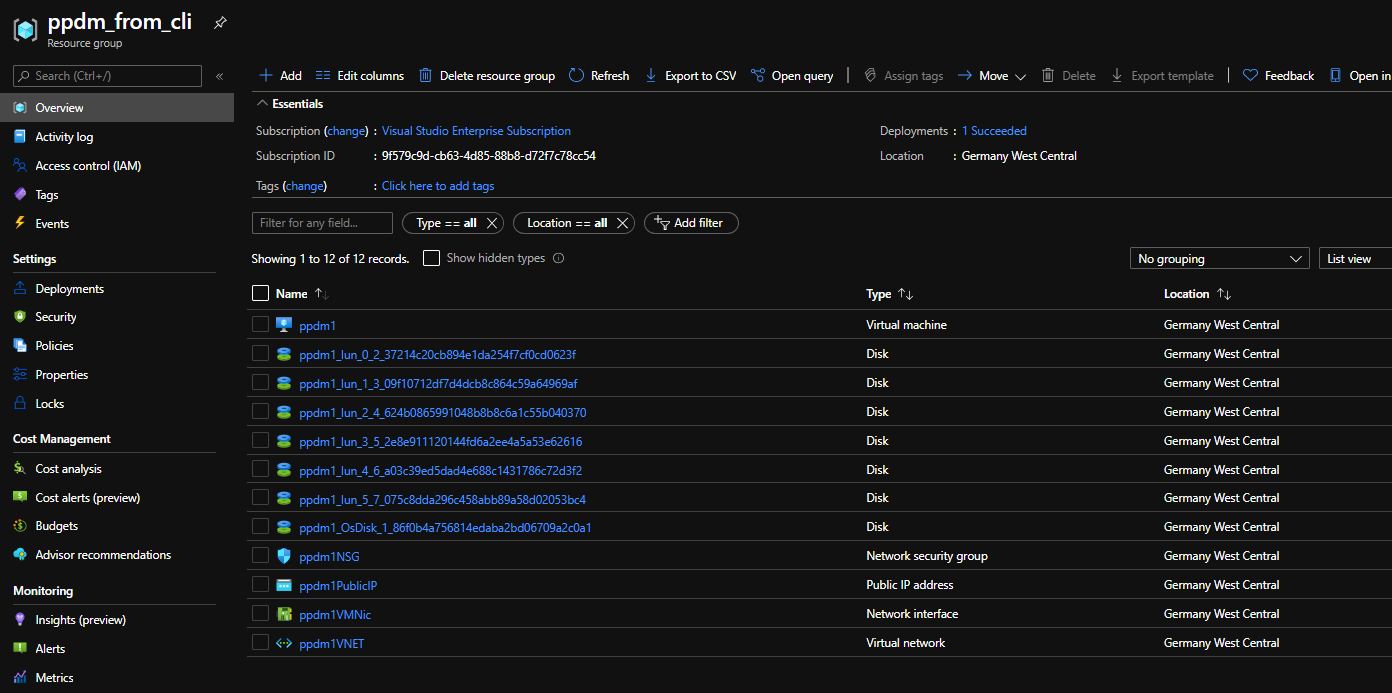 ppdm_from_cli
Resource group
Search (Ctrl+/)
«
Overview
Activity log
Access control (IAM)
Tags
Events
Settings
Deployments
Security
Policies
Properties
Locks
Cost Management
Cost analysis
Cost alerts (preview)
Budgets
Advisor recommendations
Monitoring
Insights (preview)
Alerts
Metrics
Add Edit columns Delete resource group Refresh Export to CSV Open query Assign tags Move Delete Export template Feedback Open in
Essentials
Subscription (change) : Visual Studio Enterprise Subscription Deployments : 1 Succeeded
Subscription ID : 9f579c9d-cb63-4d85-88b8-d72f7c78cc54 Location : Germany West Central
Tags (change) : Click here to add tags
Filter for any field... Type == all Location == all Add filter
Showing 1 to 12 of 12 records. Show hidden types No grouping List view
Name Type Location
ppdm1 Virtual machine Germany West Central
ppdm1_lun_0_2_37214c20cb894e1da254f7cf0cd0623f Disk Germany West Central
ppdm1_lun_1_3_09f10712df7d4dcb8c864c59a64969af Disk Germany West Central
ppdm1_lun_2_4_624b0865991048b8b8c6a1c55b040370 Disk Germany West Central
ppdm1_lun_3_5_2e8e911120144fd6a2ee4a5a53e62616 Disk Germany West Central
ppdm1_lun_4_6_a03c39ed5dad4e688c1431786c72d3f2 Disk Germany West Central
ppdm1_lun_5_7_075c8dda296c458abb89a58d02053bc4 Disk Germany West Central
ppdm1_OsDisk_1_86f0b4a756814edaba2bd06709a2c0a1 Disk Germany West Central
ppdm1NSG Network security group Germany West Central
ppdm1PublicIP Public IP address Germany West Central
ppdm1VMNic Network interface Germany West Central
ppdm1VNET Virtual network Germany West Central